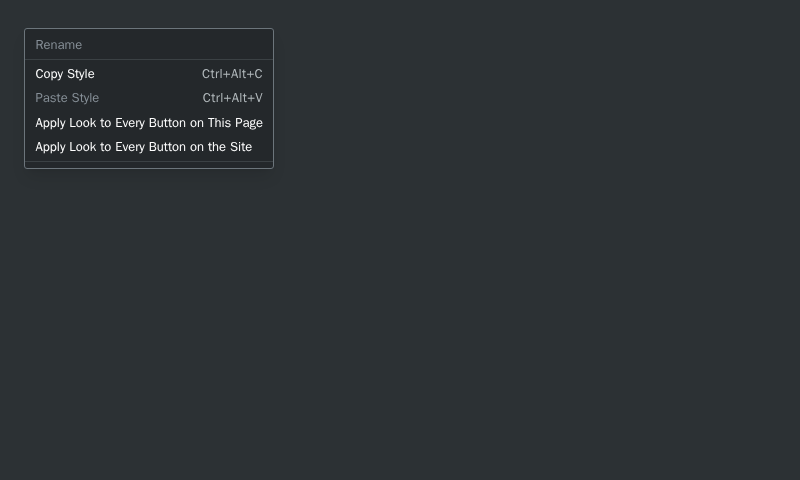 Rename
Copy Style Ctrl+Alt+C
Paste Style Ctrl+Alt+V
Apply Look to Every Button on This Page
Apply Look to Every Button on the Site